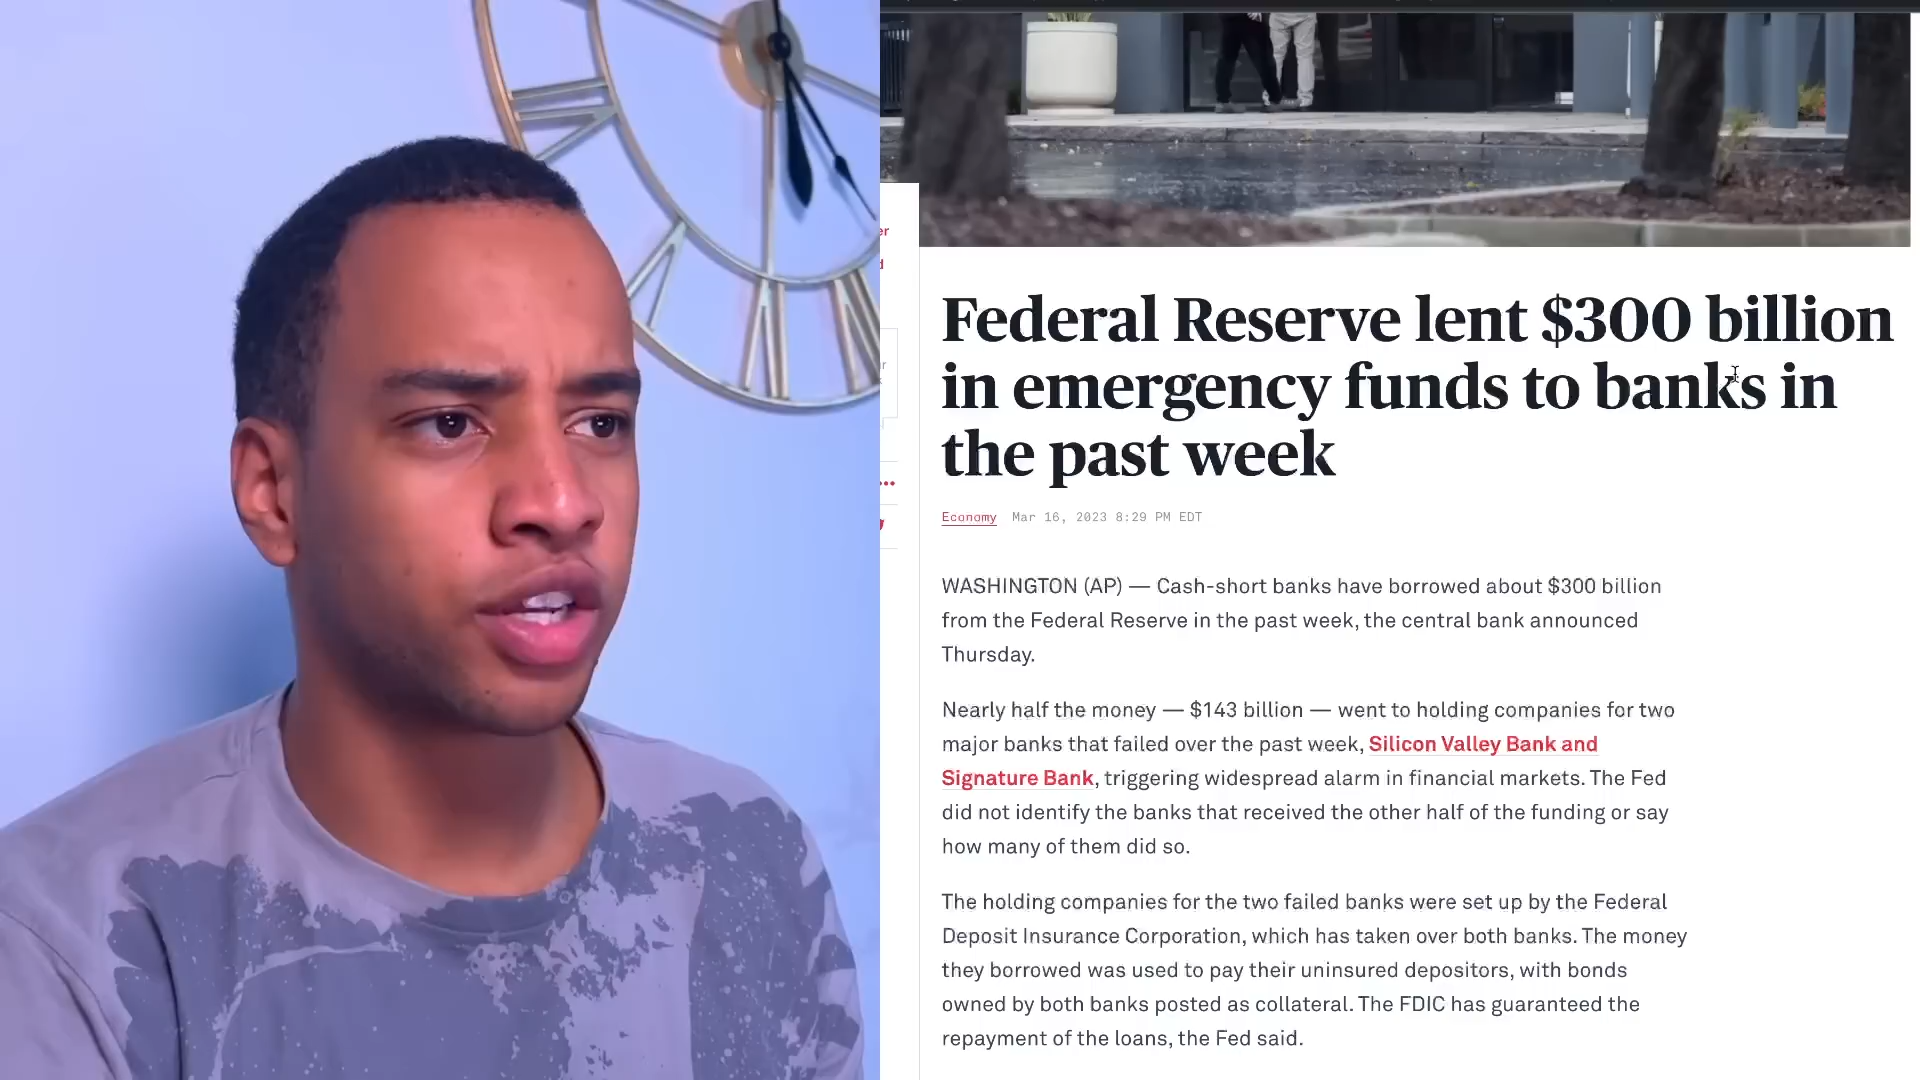 er
d
r
Federal Reserve lent $300 billion
in emergency funds to banks in
the past week
Economy Mar 16, 2023 8:29 PM EDT
WASHINGTON (AP) — Cash-short banks have borrowed about $300 billion
from the Federal Reserve in the past week, the central bank announced
Thursday.
Nearly half the money — $143 billion — went to holding companies for two
major banks that failed over the past week, Silicon Valley Bank and
Signature Bank, triggering widespread alarm in financial markets. The Fed
did not identify the banks that received the other half of the funding or say
how many of them did so.
The holding companies for the two failed banks were set up by the Federal
Deposit Insurance Corporation, which has taken over both banks. The money
they borrowed was used to pay their uninsured depositors, with bonds
owned by both banks posted as collateral. The FDIC has guaranteed the
repayment of the loans, the Fed said.